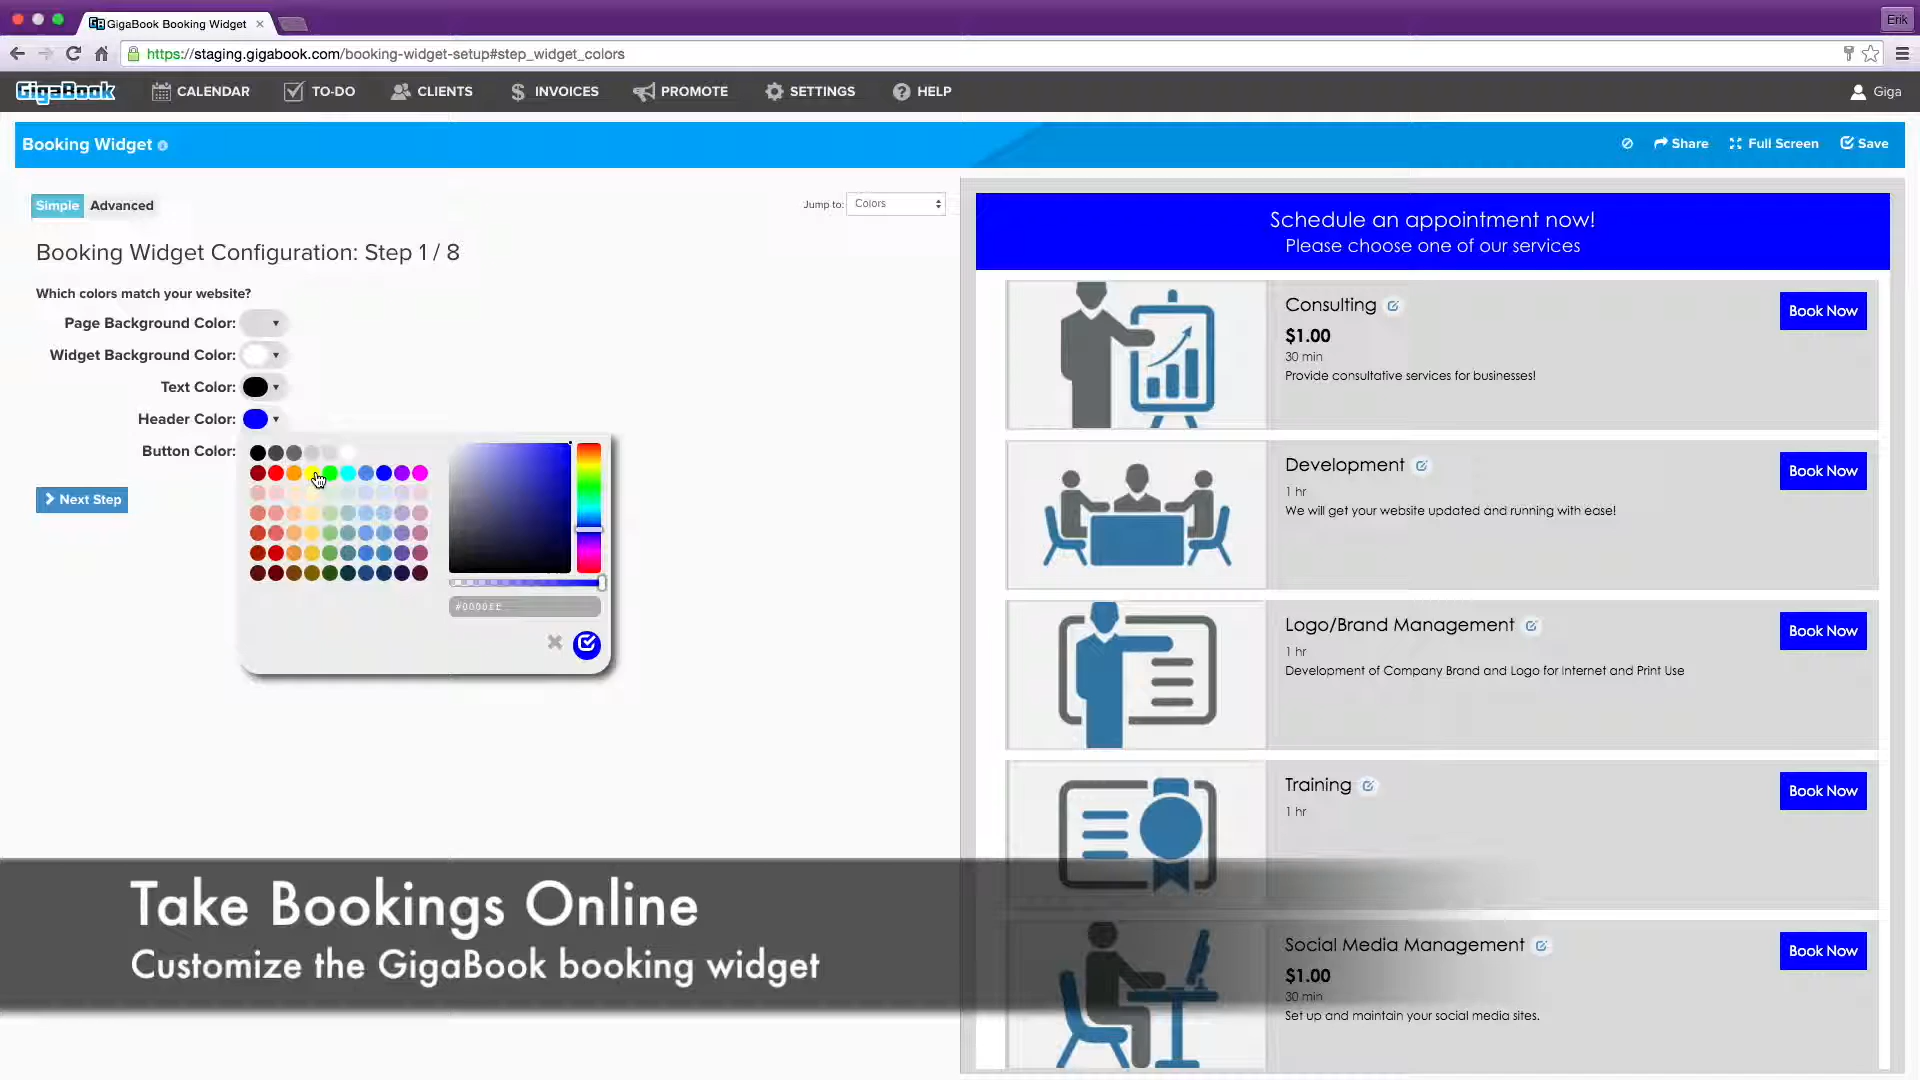 GigaBook Booking Widget
Erik
https://staging.gigabook.com/booking-widget-setup#step_widget_colors
GigaBook
CALENDAR
TO-DO
CLIENTS
INVOICES
PROMOTE
SETTINGS
HELP
Giga
Booking Widget
Share
Full Screen
Save
Simple
Advanced
Jump to:
Colors
Booking Widget Configuration: Step 1 / 8
Which colors match your website?
Page Background Color:
Widget Background Color:
Text Color:
Header Color:
Button Color:
#0000ff
Next Step
Schedule an appointment now!
Please choose one of our services
Consulting
$1.00
30 min
Provide consultative services for businesses!
Book Now
Development
1 hr
We will get your website updated and running with ease!
Book Now
Logo/Brand Management
1 hr
Development of Company Brand and Logo for Internet and Print Use
Book Now
Training
1 hr
Book Now
Social Media Management
$1.00
30 min
Set up and maintain your social media sites.
Book Now
Take Bookings Online
Customize the GigaBook booking widget